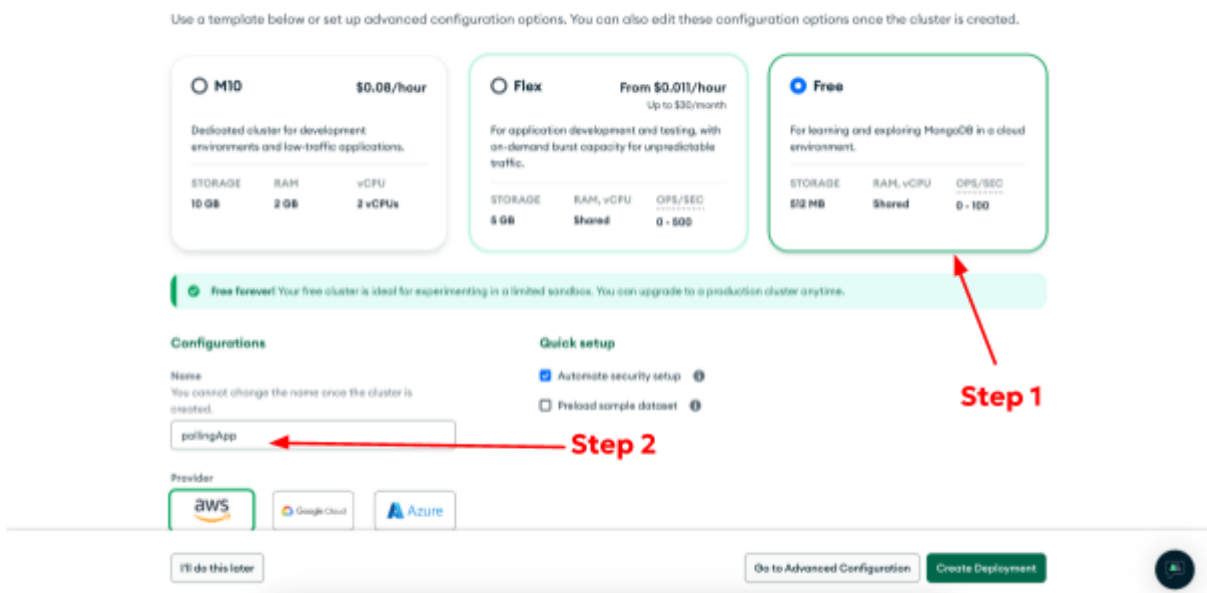 Use a template below or set up advanced configuration options. You can also edit these configuration options once the cluster is created.
M10 $0.08/hour
Dedicated cluster for development
environments and low-traffic applications.
STORAGE RAM vCPU
10 GB 2 GB 2 vCPUs
Flex From $0.011/hour
Up to $30/month
For application development and testing, with
on-demand burst capacity for unpredictable
traffic.
STORAGE RAM, vCPU OPS/SEC
5 GB Shared 0 - 500
Free
For learning and exploring MongoDB in a cloud
environment.
STORAGE RAM, vCPU OPS/SEC
512 MB Shared 0 - 100
Free forever! Your free cluster is ideal for experimenting in a limited sandbox. You can upgrade to a production cluster anytime.
Configurations
Name
You cannot change the name once the cluster is
created.
pollingApp
Provider
aws Google Cloud Azure
Quick setup
Automate security setup
Preload sample dataset
Step 1
Step 2
I'll do this later
Go to Advanced Configuration
Create Deployment